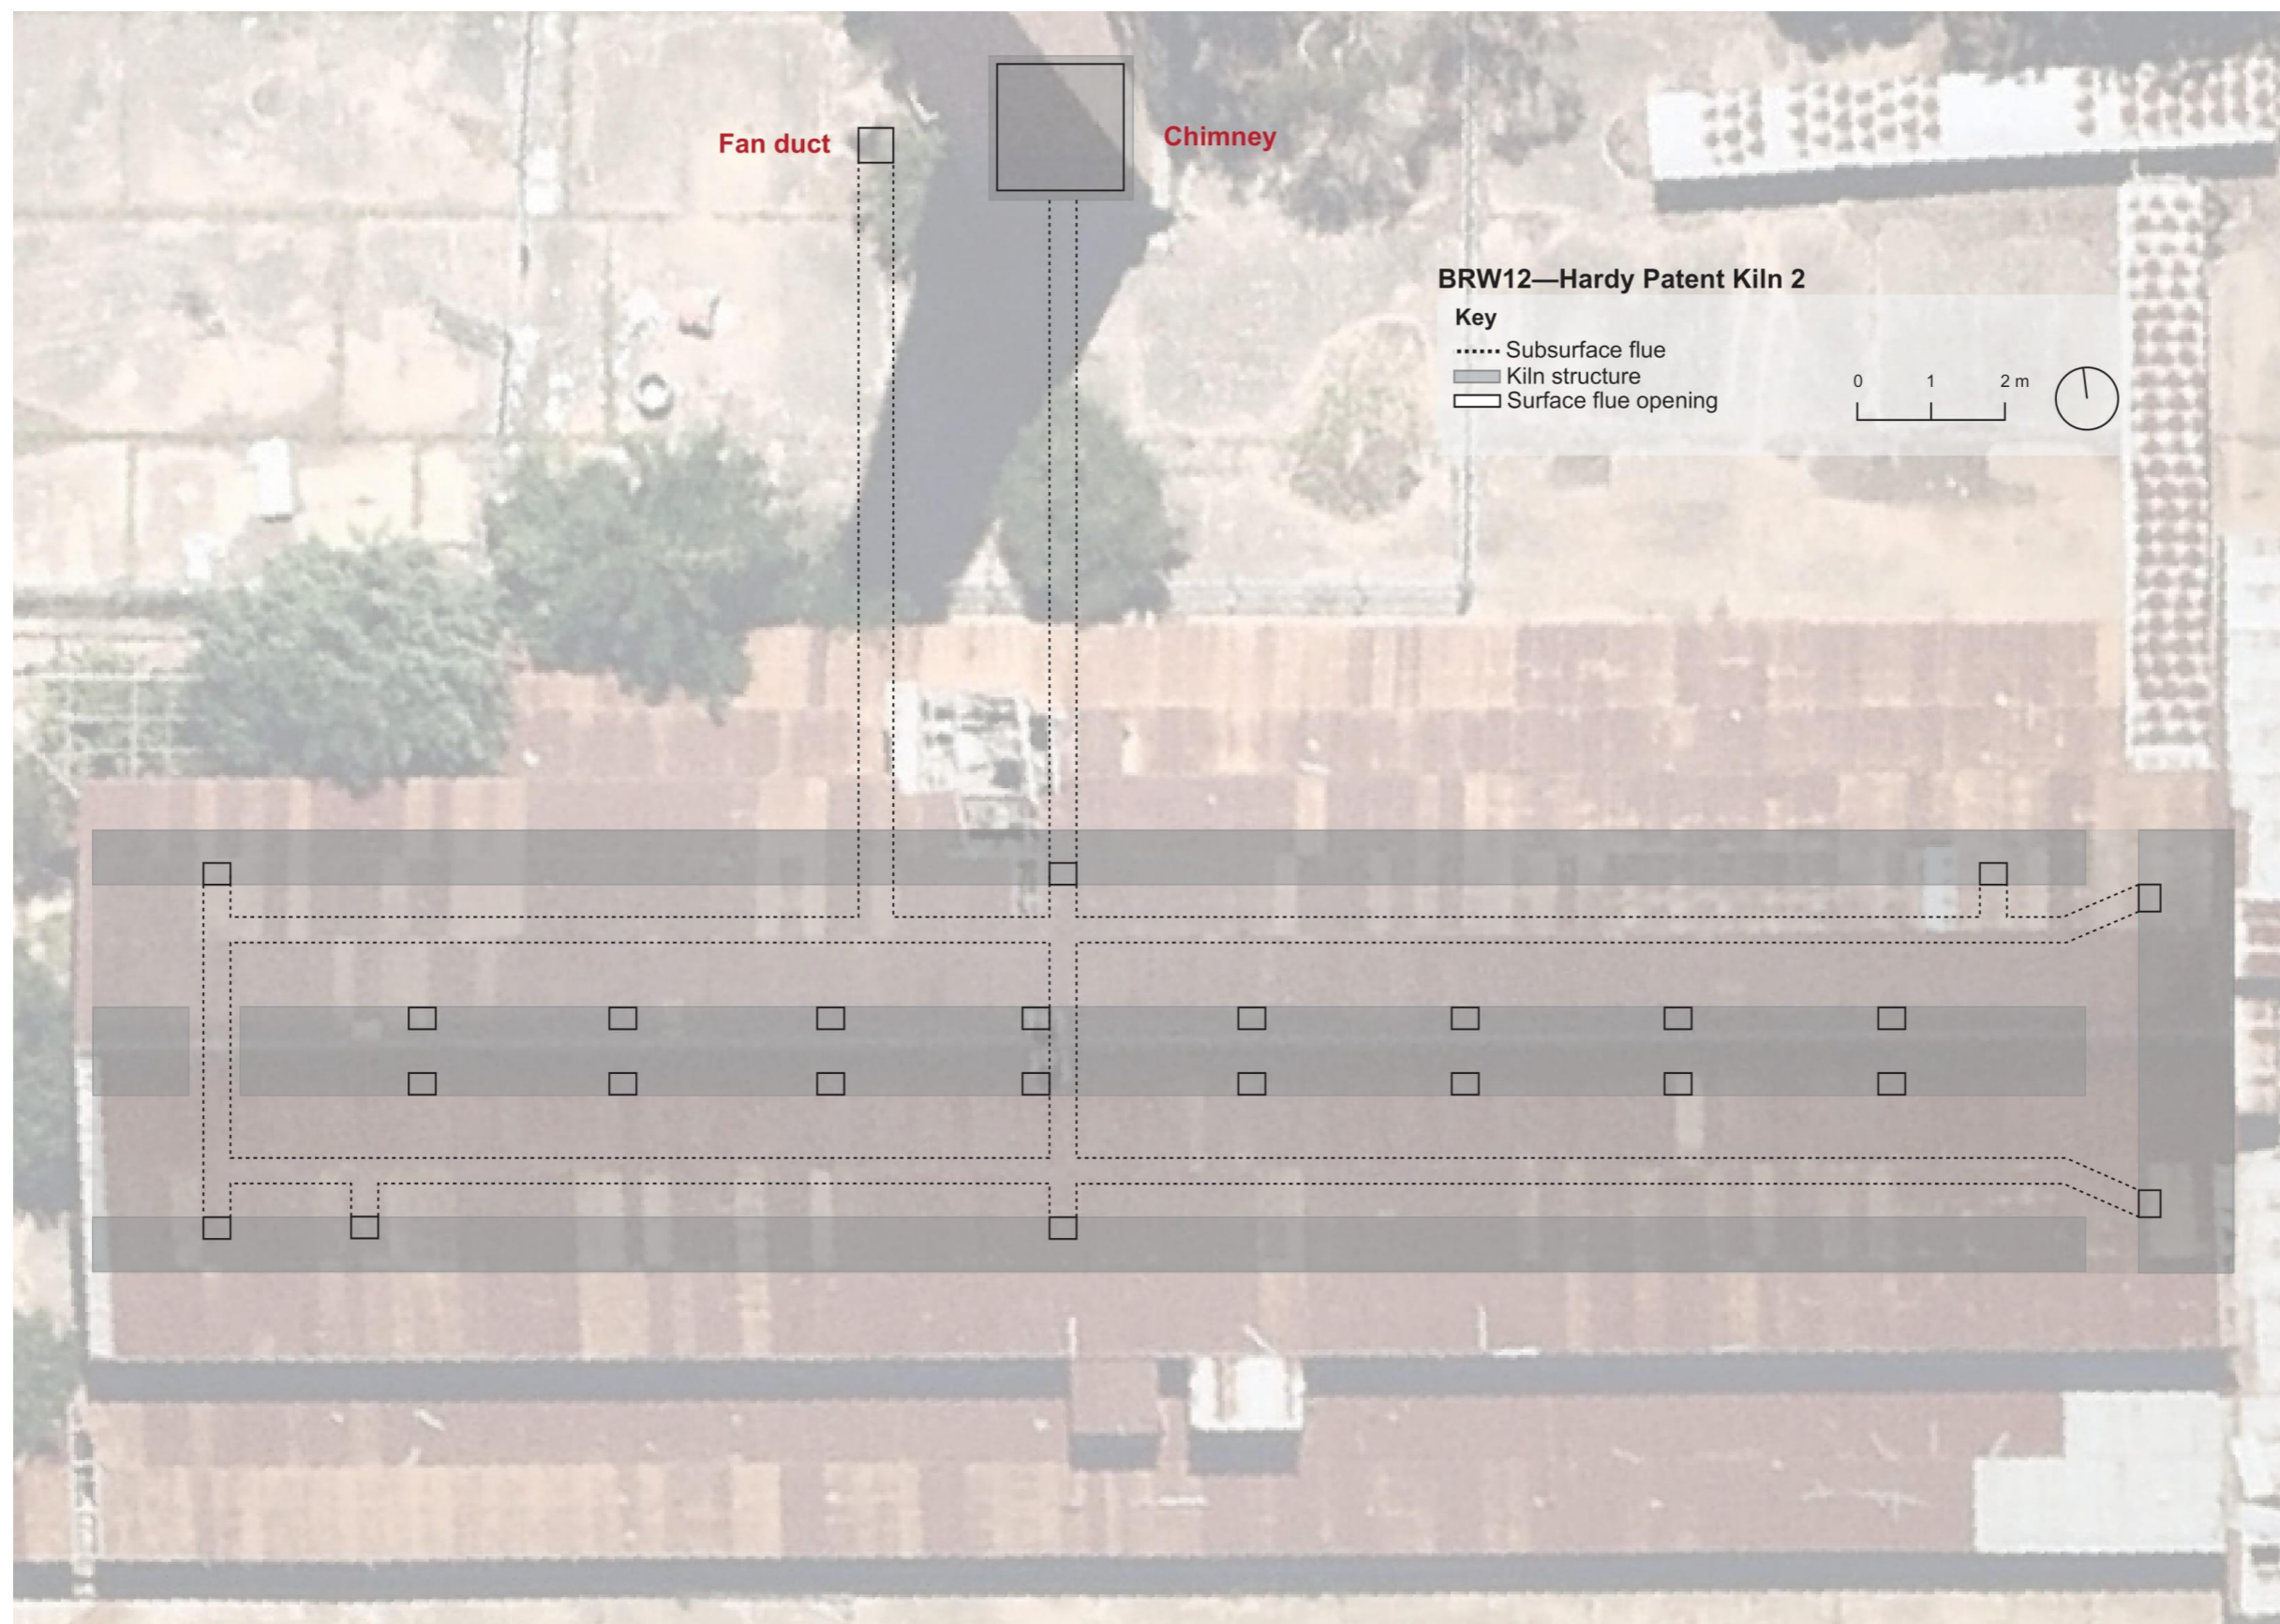 Fan duct
Chimney
BRW12—Hardy Patent Kiln 2
Key
Subsurface flue
Kiln structure
Surface flue opening
0 1 2 m